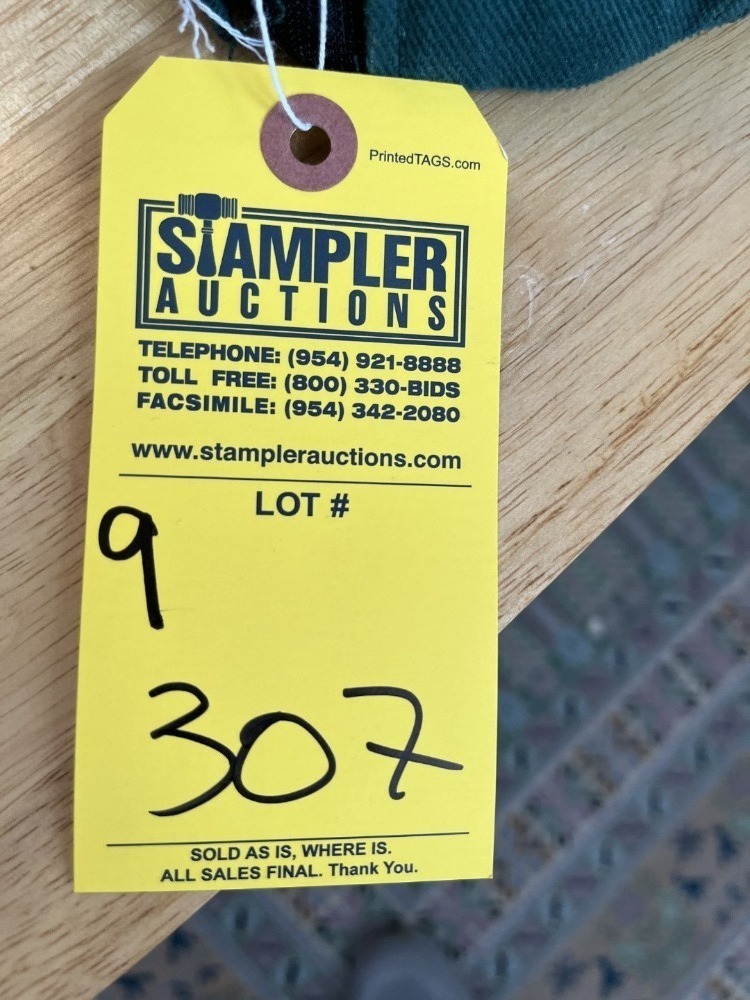 PrintedTAGS.com
STAMPLER
AUCTIONS
TELEPHONE: (954) 921-8888
TOLL FREE: (800) 330-BIDS
FACSIMILE: (954) 342-2080
www.stamplerauctions.com
LOT #
9
307
SOLD AS IS, WHERE IS.
ALL SALES FINAL. Thank You.